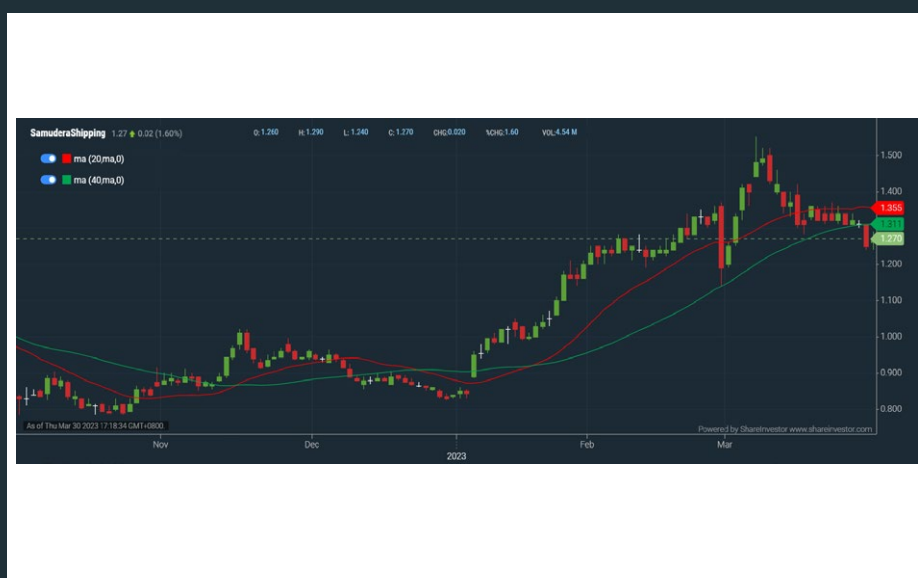 SamuderaShipping 1.27 0.02 (1.60%) O:1.260 H:1.290 L: 1.240 C: 1.270 CHG:0.020 %CHG:1.60 VOL:4.54 M
ma (20,ma,0)
ma (40,ma,0)
1.500
1.400
1.355
1.311
1.270
1.200
1.100
1.000
0.900
0.800
As of Thu Mar 30 2023 17:18:34 GMT+0800.
Powered by ShareInvestor www.shareinvestor.com
Nov Dec Feb Mar
2023